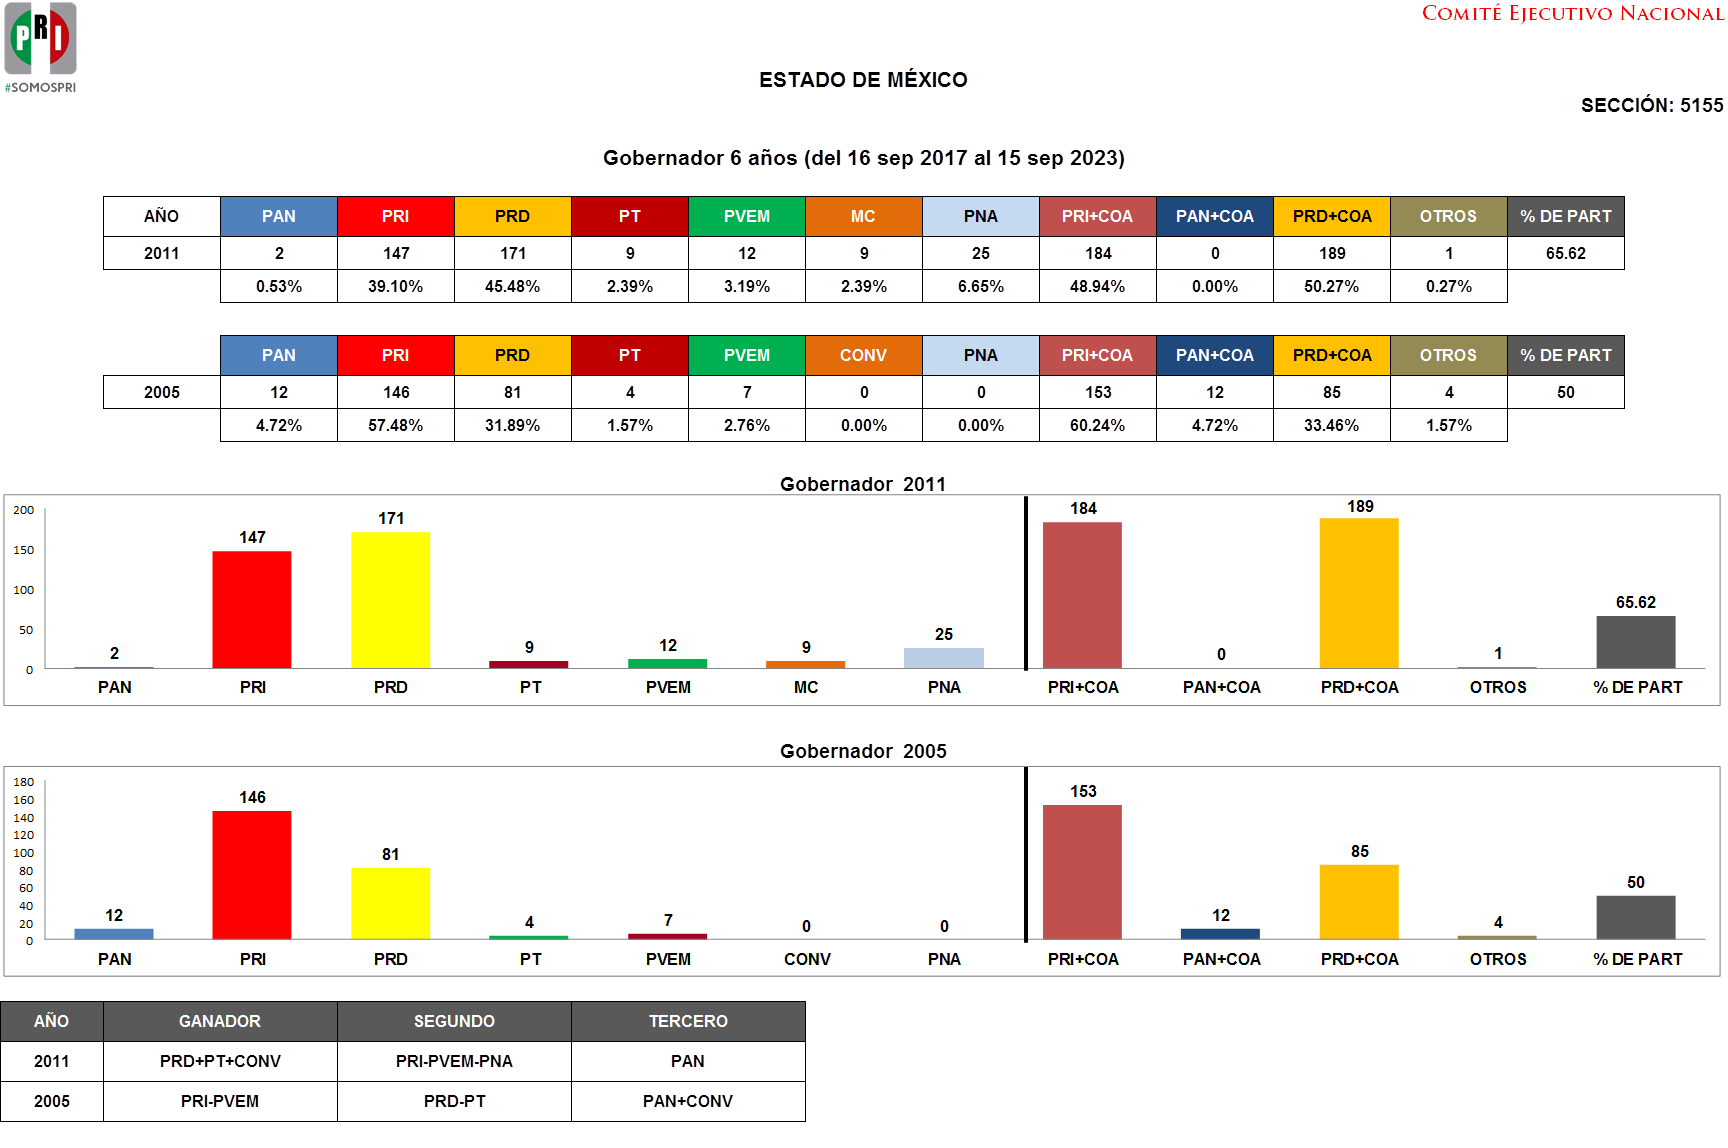 PRI
#SOMOSPRI
COMITÉ EJECUTIVO NACIONAL
ESTADO DE MÉXICO
SECCIÓN: 5155
Gobernador 6 años (del 16 sep 2017 al 15 sep 2023)
AÑO PAN PRI PRD PT PVEM MC PNA PRI+COA PAN+COA PRD+COA OTROS % DE PART
2011 2 147 171 9 12 9 25 184 0 189 1 65.62
0.53% 39.10% 45.48% 2.39% 3.19% 2.39% 6.65% 48.94% 0.00% 50.27% 0.27%
PAN PRI PRD PT PVEM CONV PNA PRI+COA PAN+COA PRD+COA OTROS % DE PART
2005 12 146 81 4 7 0 0 153 12 85 4 50
4.72% 57.48% 31.89% 1.57% 2.76% 0.00% 0.00% 60.24% 4.72% 33.46% 1.57%
Gobernador 2011
200
150
100
50
0
2 147 171 9 12 9 25 184 0 189 1 65.62
PAN PRI PRD PT PVEM MC PNA PRI+COA PAN+COA PRD+COA OTROS % DE PART
Gobernador 2005
180
160
140
120
100
80
60
40
20
0
12 146 81 4 7 0 0 153 12 85 4 50
PAN PRI PRD PT PVEM CONV PNA PRI+COA PAN+COA PRD+COA OTROS % DE PART
AÑO GANADOR SEGUNDO TERCERO
2011 PRD+PT+CONV PRI-PVEM-PNA PAN
2005 PRI-PVEM PRD-PT PAN+CONV